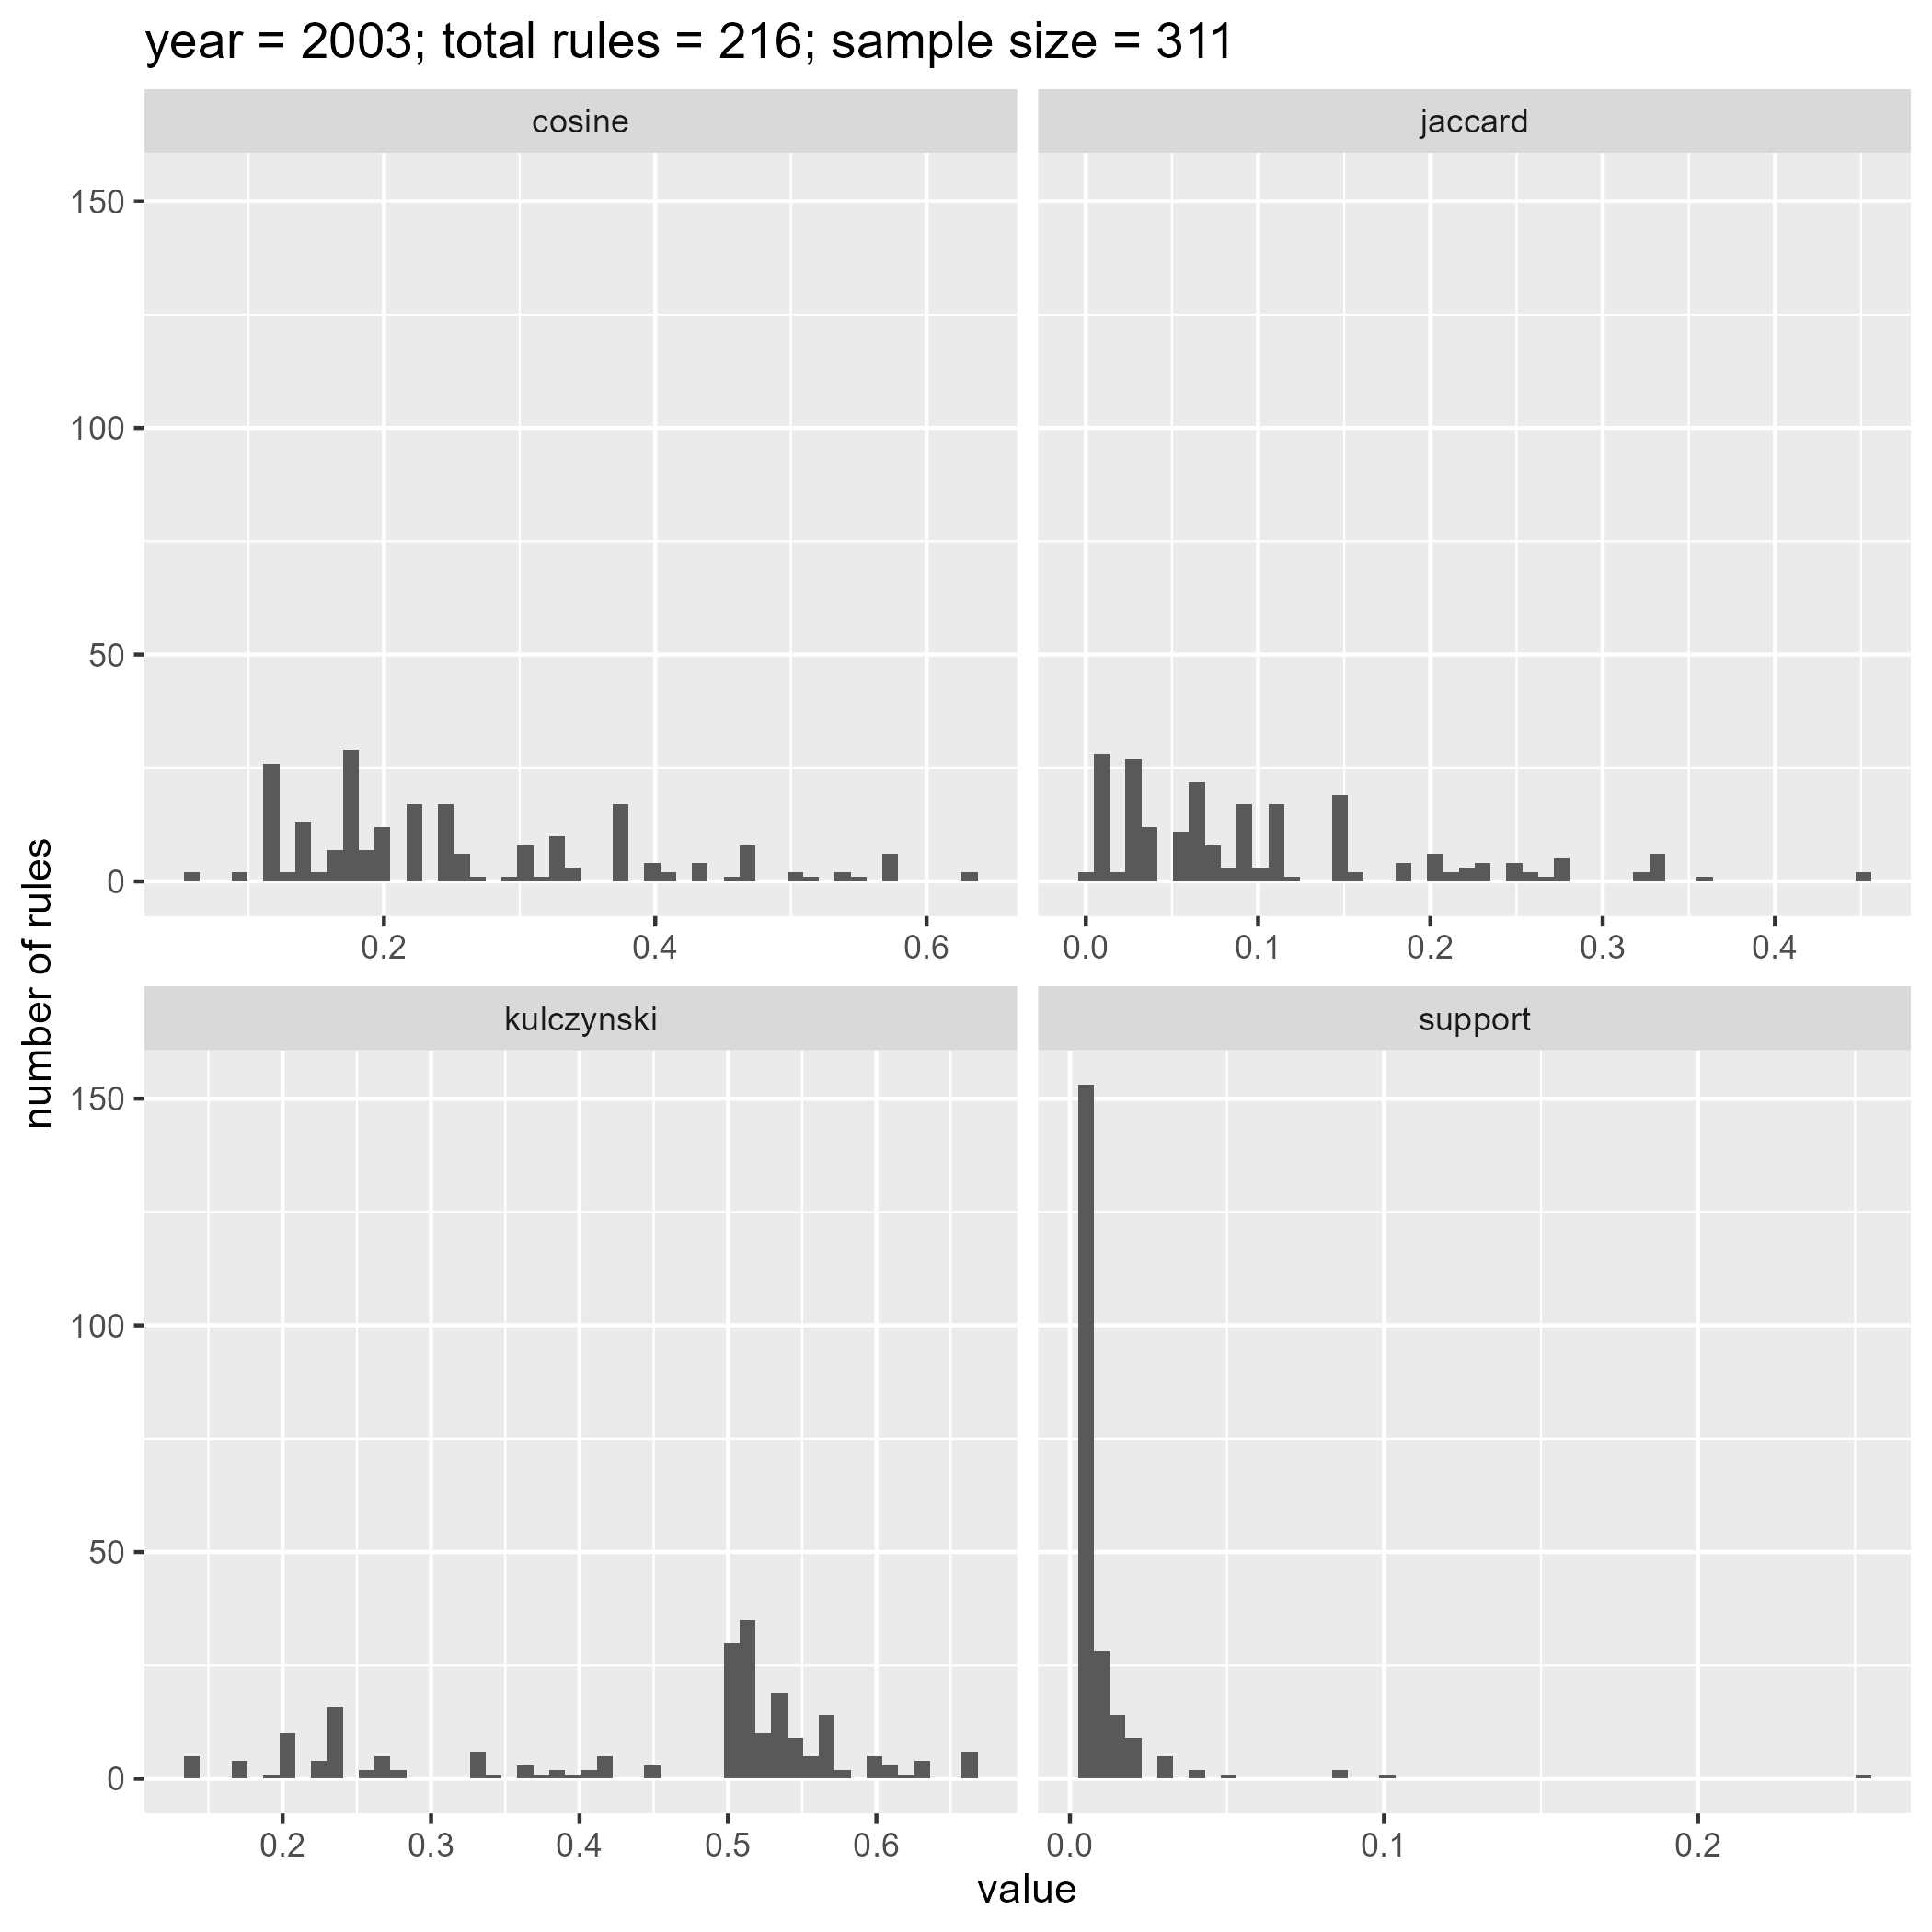 year = 2003; total rules = 216; sample size = 311
cosine
jaccard
150
100
50
0
0.2 0.4 0.6
0.0 0.1 0.2 0.3 0.4
number of rules
kulczynski
support
150
100
50
0
0.2 0.3 0.4 0.5 0.6
0.0 0.1 0.2
value